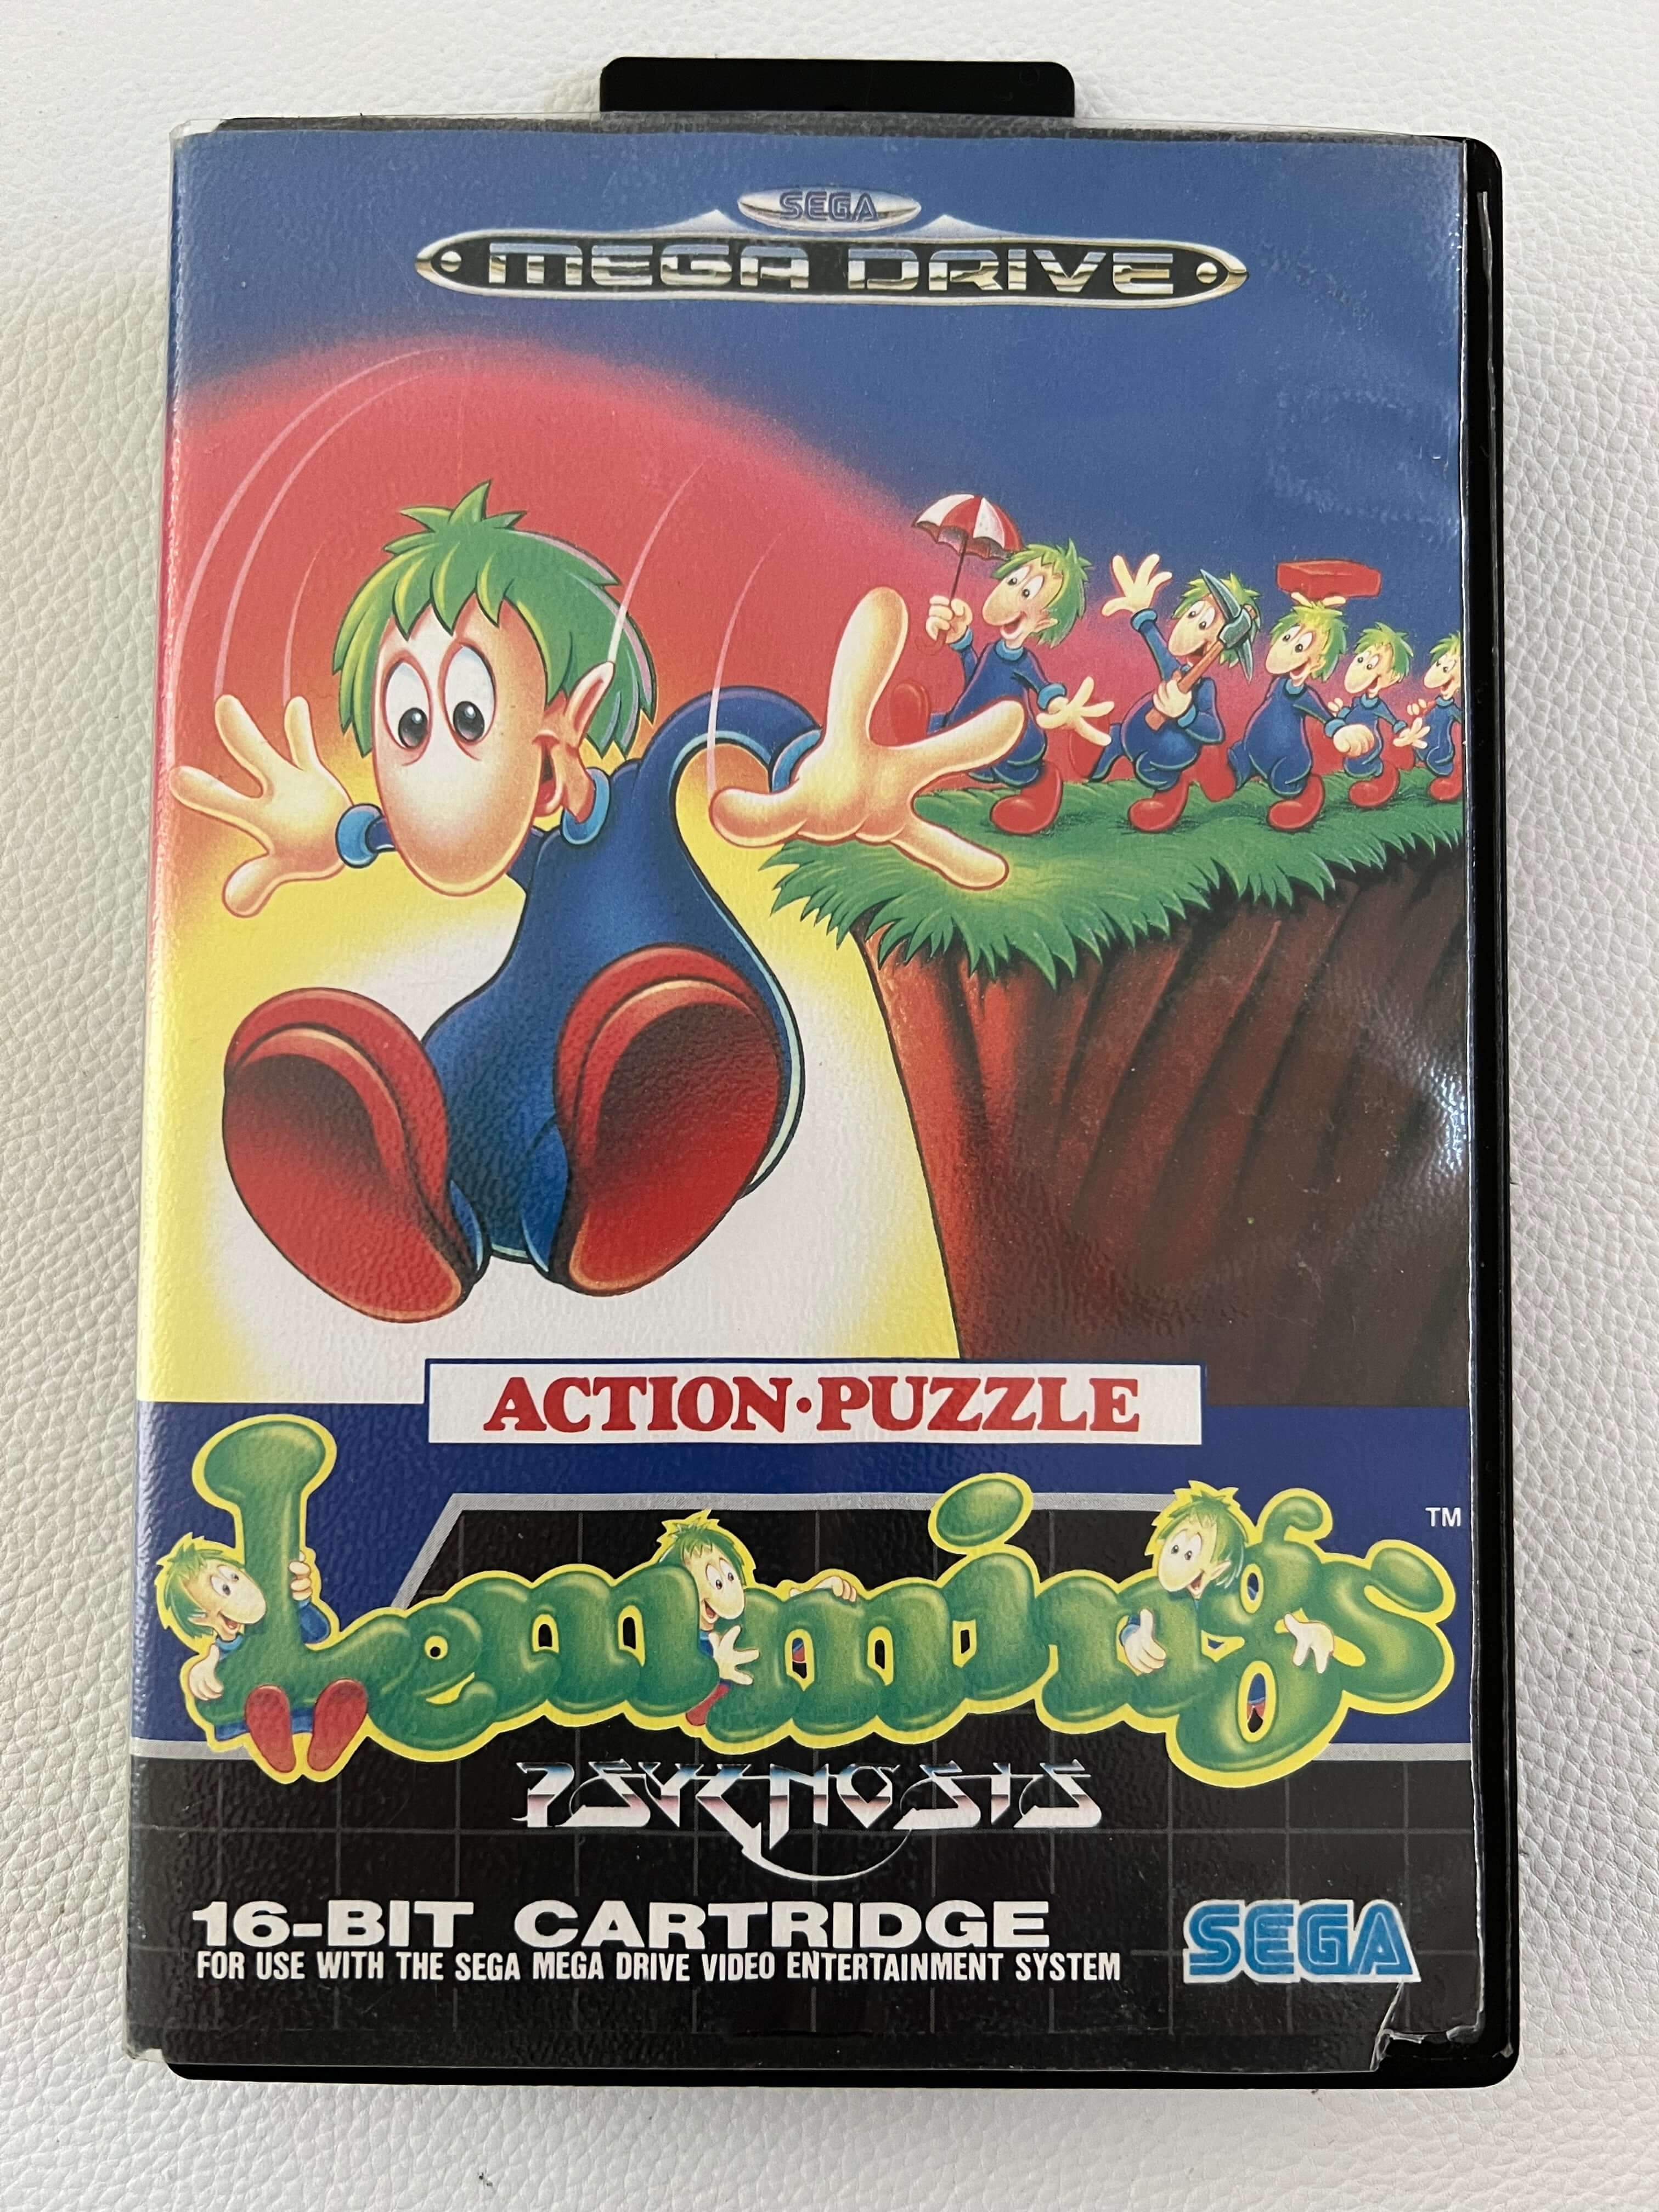 SEGA
MEGA DRIVE
ACTION·PUZZLE
Lemmings
TM
PSYGNOSIS
16-BIT CARTRIDGE
FOR USE WITH THE SEGA MEGA DRIVE VIDEO ENTERTAINMENT SYSTEM
SEGA